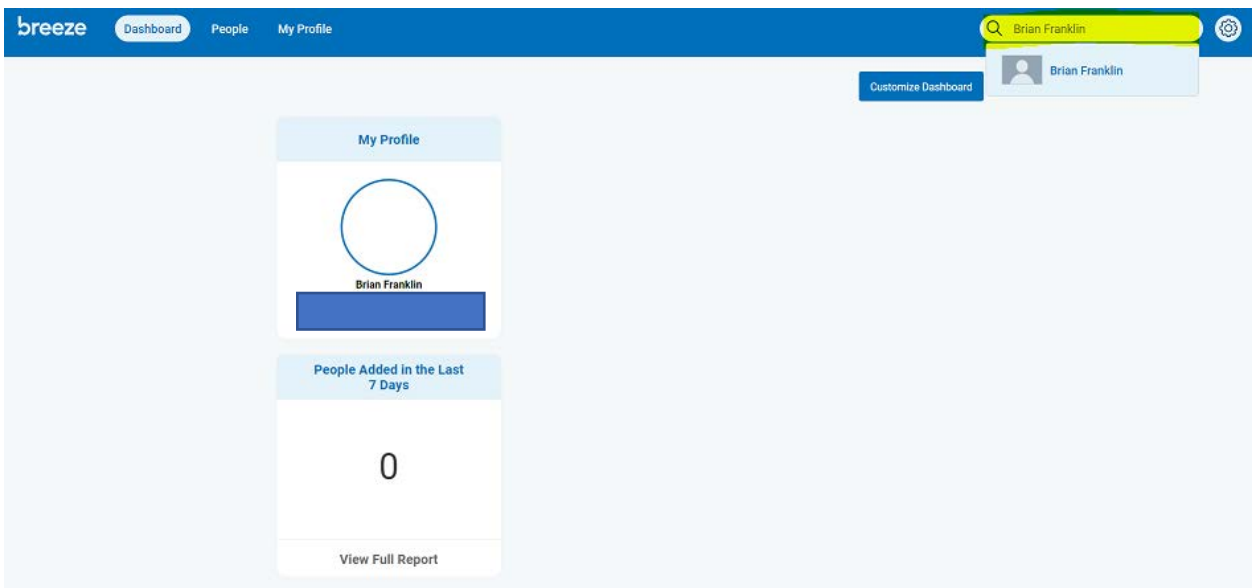 breeze Dashboard People My Profile Brian Franklin
Brian Franklin
Customize Dashboard
My Profile
Brian Franklin
People Added in the Last
7 Days
0
View Full Report